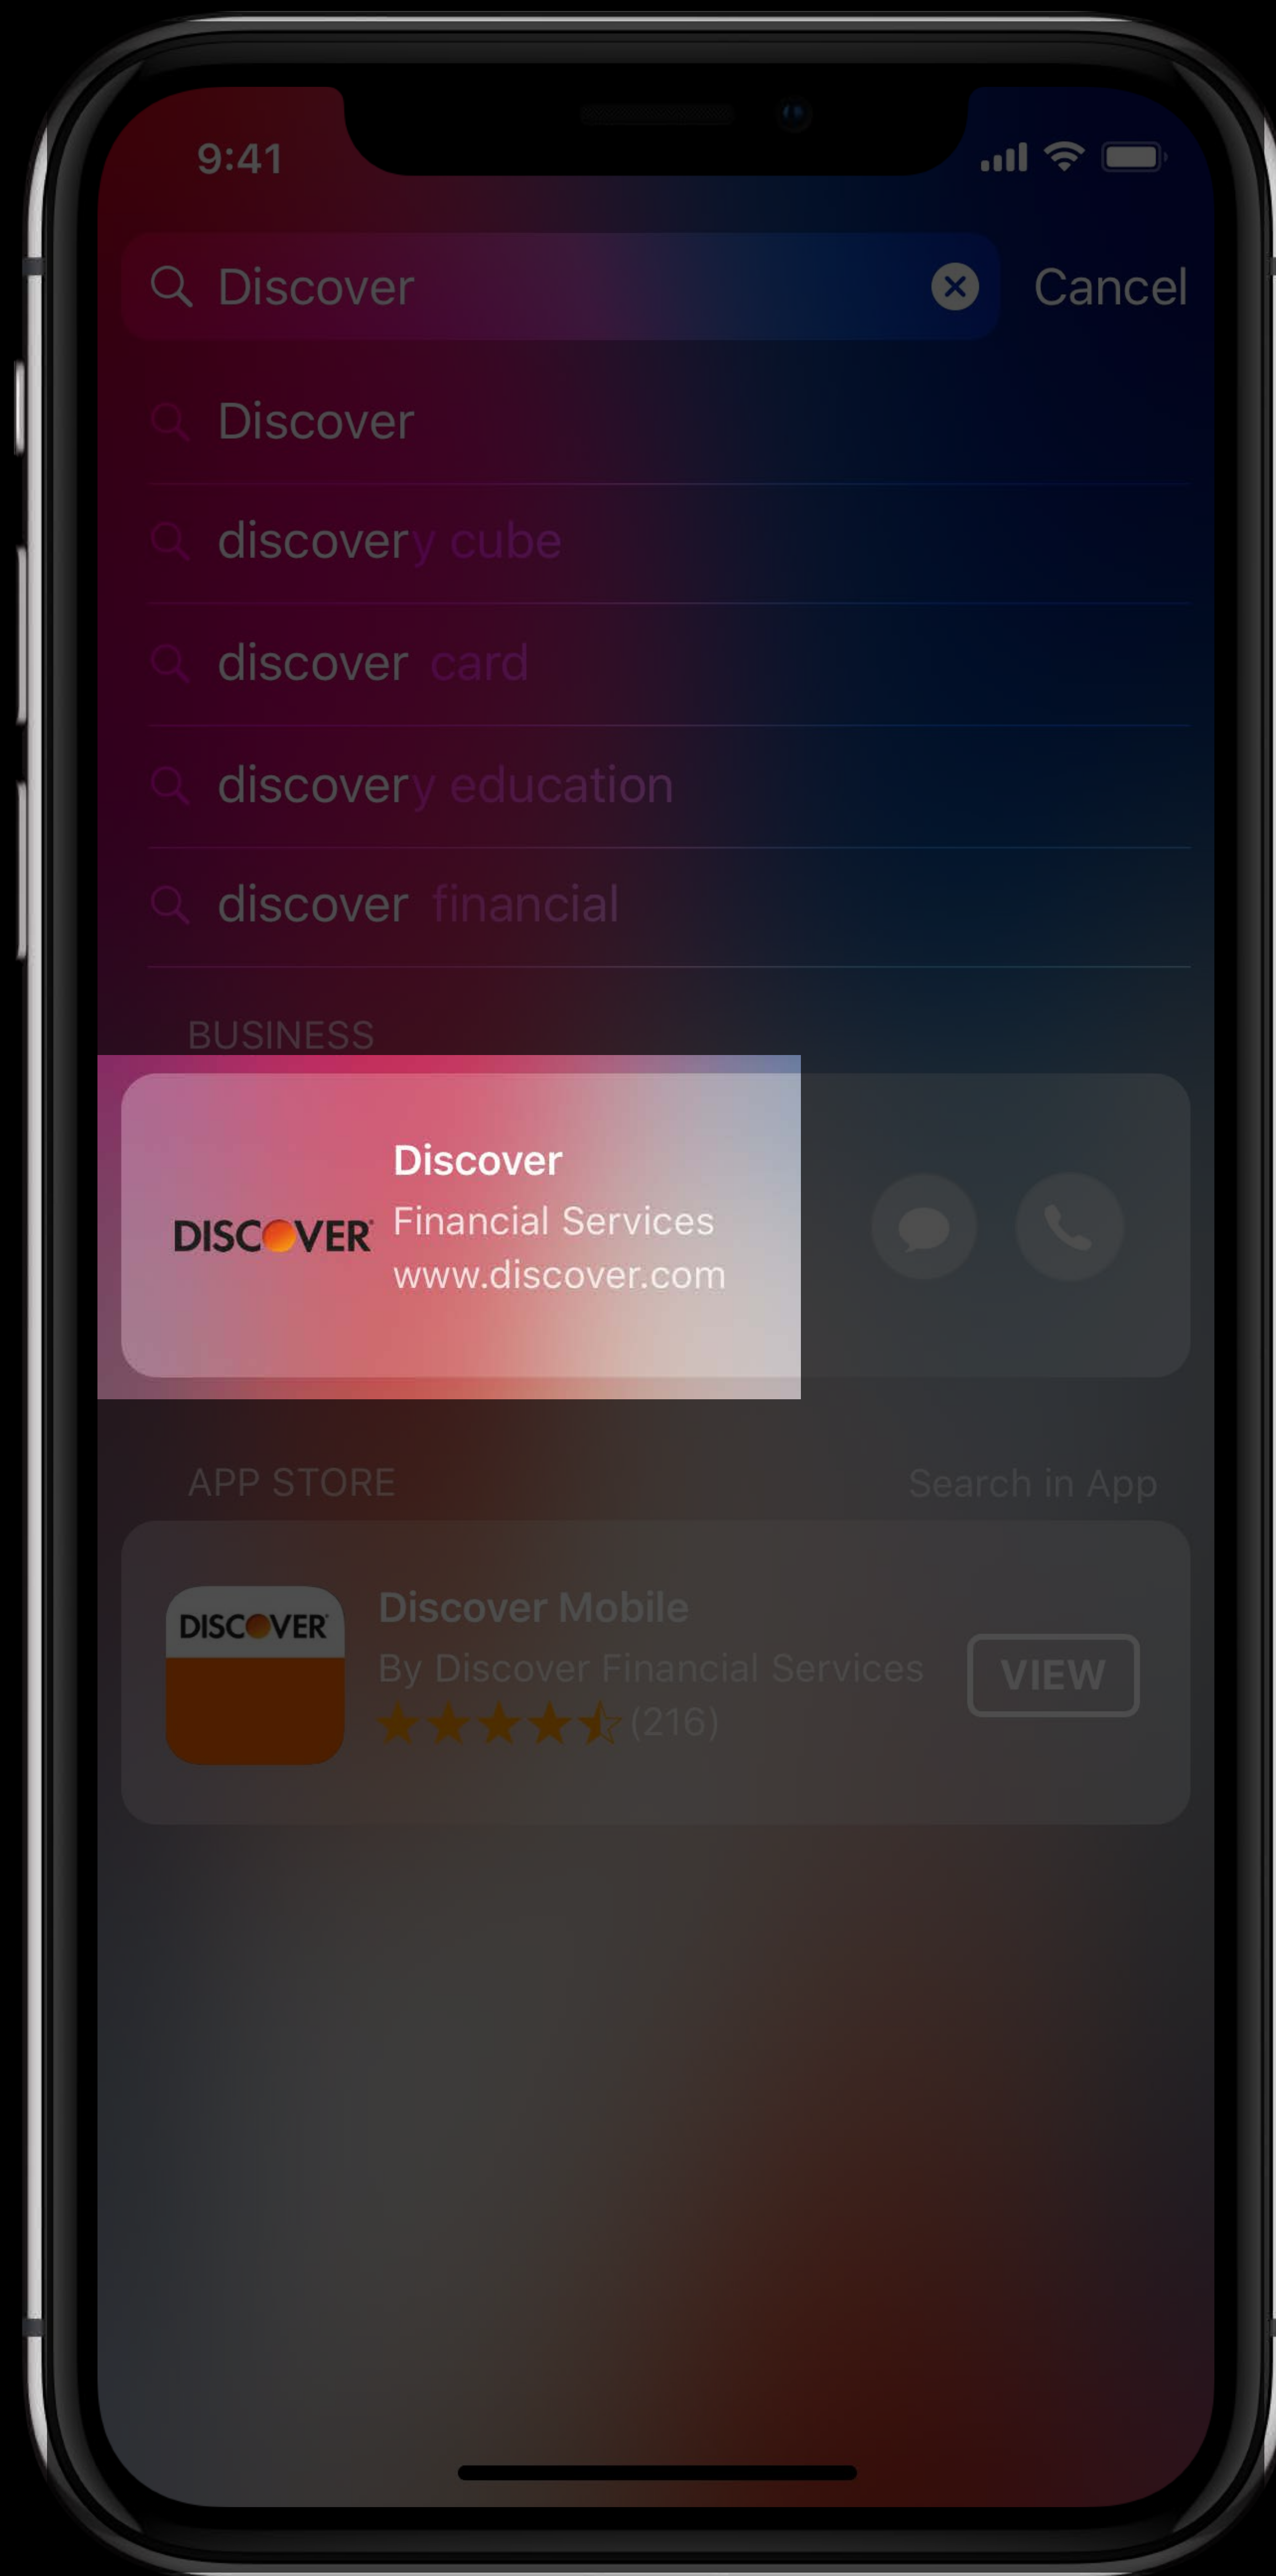 9:41
Discover
Cancel
Discover
discovery cube
discover card
discovery education
discover financial
BUSINESS
DISCOVER
Discover
Financial Services
www.discover.com
APP STORE
Search in App
DISCOVER
Discover Mobile
By Discover Financial Services
(216)
VIEW